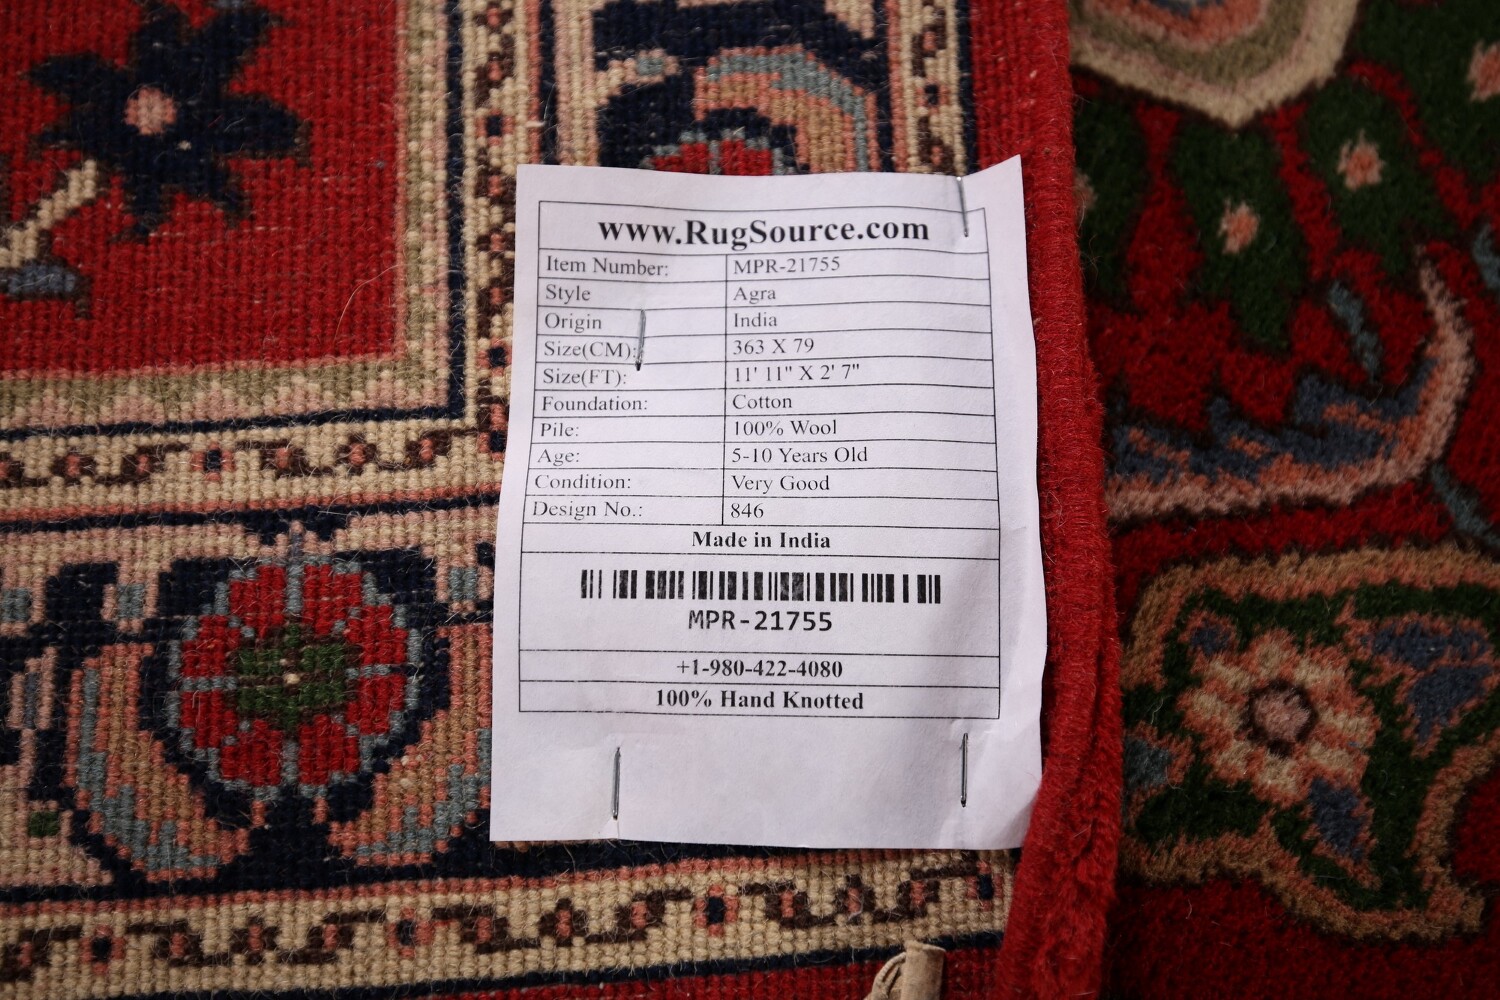 www.RugSource.com
Item Number: MPR-21755
Style Agra
Origin India
Size(CM): 363 X 79
Size(FT): 11' 11" X 2' 7"
Foundation: Cotton
Pile: 100% Wool
Age: 5-10 Years Old
Condition: Very Good
Design No.: 846
Made in India
MPR-21755
+1-980-422-4080
100% Hand Knotted